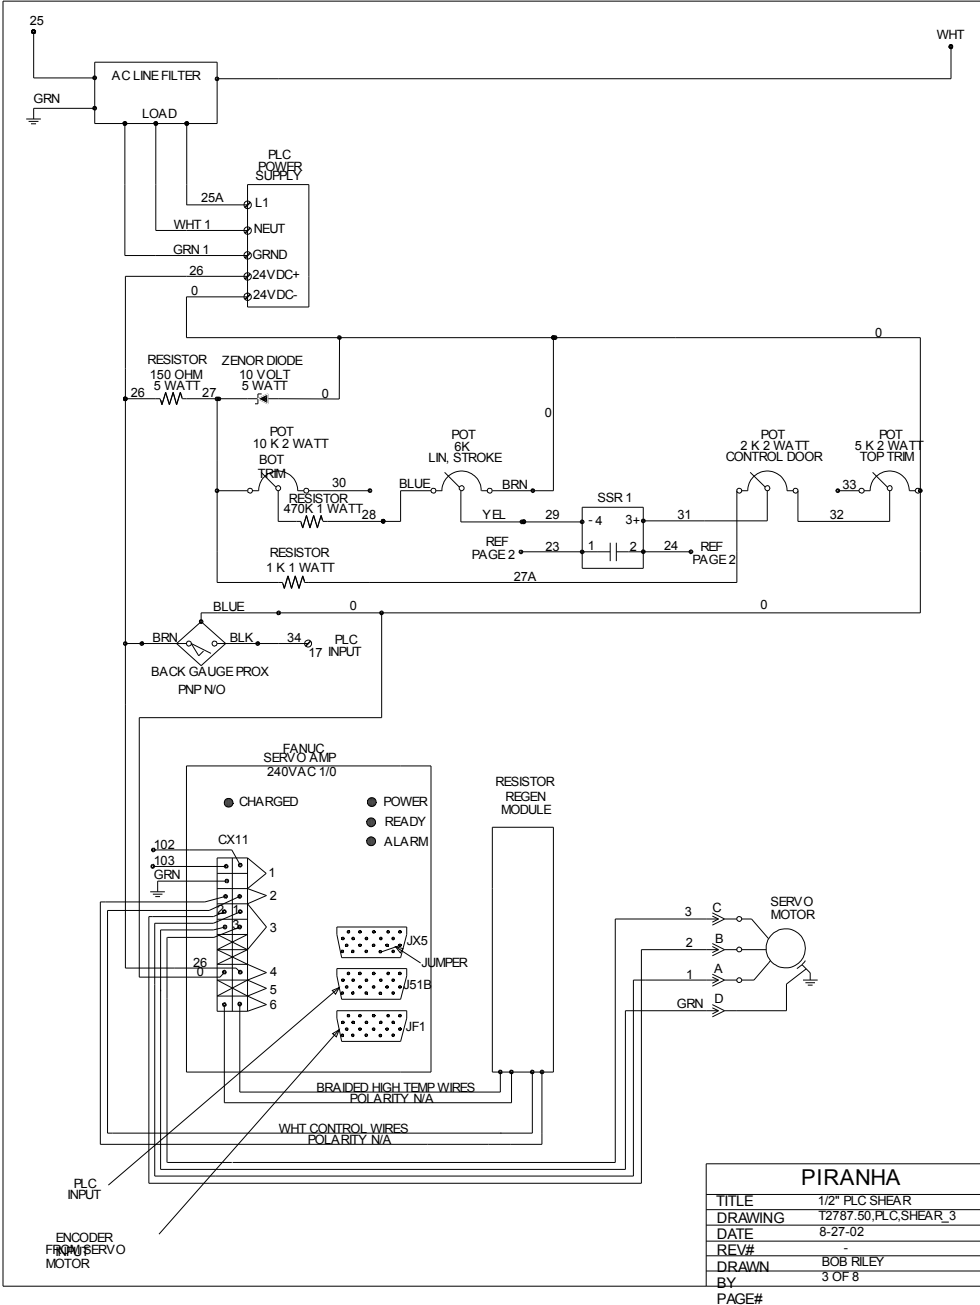 25
WHT
AC LINE FILTER
GRN
LOAD
PLC
POWER
SUPPLY
25A
L1
WHT 1
NEUT
GRN 1
GRND
26
24VDC+
0
24VDC-
0
RESISTOR
150 OHM
5 WATT
ZENOR DIODE
10 VOLT
5 WATT
26
27
0
0
POT
10 K 2 WATT
BOT
TRIM
30
RESISTOR
470K 1 WATT
28
POT
6K
LIN, STROKE
BLUE
BRN
YEL
29
SSR 1
- 4
3+
31
POT
2 K 2 WATT
CONTROL DOOR
POT
5 K 2 WATT
TOP TRIM
33
32
REF
PAGE 2
23
1
2
24
REF
PAGE 2
RESISTOR
1 K 1 WATT
27A
BLUE
0
0
BRN
BLK
34
17
PLC
INPUT
BACK GAUGE PROX
PNP N/O
FANUC
SERVO AMP
240VAC 1/0
CHARGED
POWER
READY
ALARM
CX11
102
103
GRN
1
2
2
1
3
3
26
0
4
5
6
JX5
JUMPER
J51B
JF1
RESISTOR
REGEN
MODULE
SERVO
MOTOR
3
C
2
B
1
A
GRN
D
BRAIDED HIGH TEMP WIRES
POLARITY N/A
WHT CONTROL WIRES
POLARITY N/A
PLC
INPUT
ENCODER
INPUT
FROM SERVO
MOTOR
PIRANHA
TITLE 1/2" PLC SHEAR
DRAWING T2787.50,PLC,SHEAR_3
DATE 8-27-02
REV# -
DRAWN BY BOB RILEY
PAGE# 3 OF 8